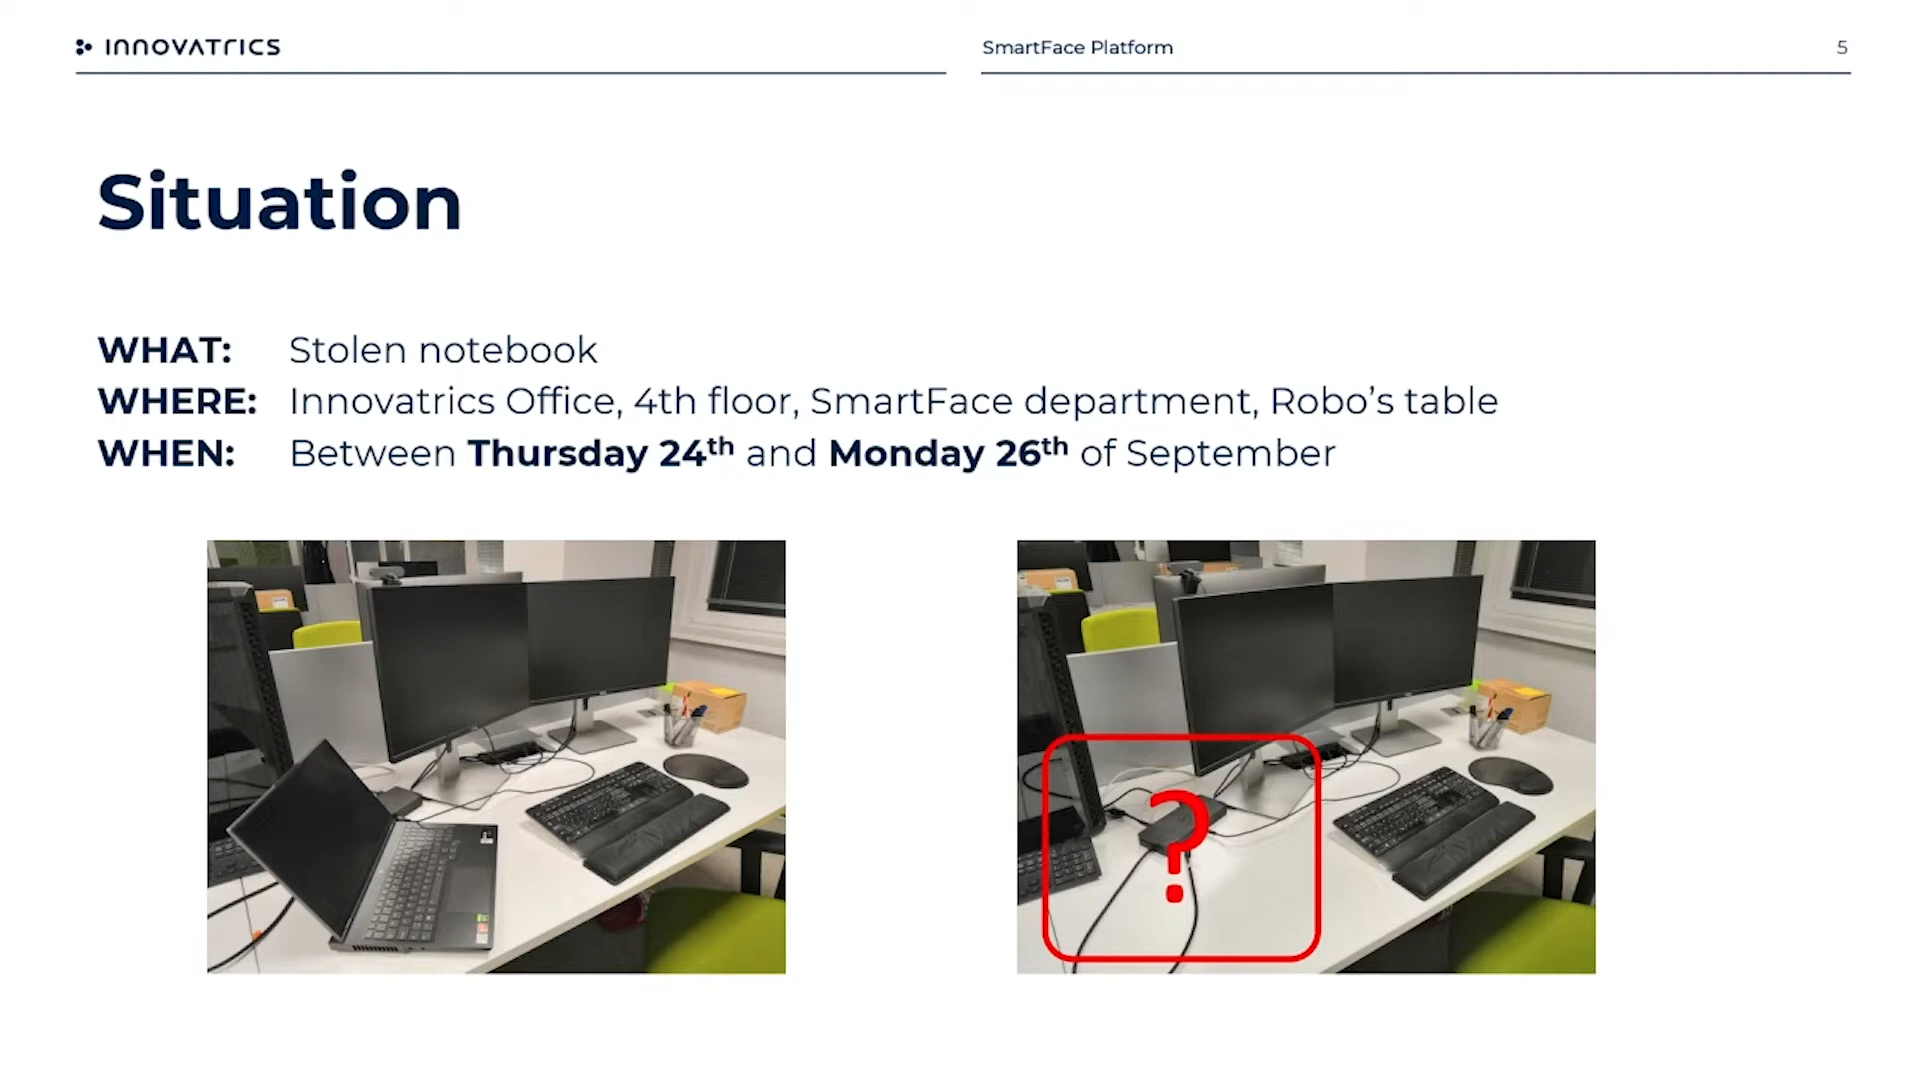 INNOVATRICS
SmartFace Platform
5
Situation
WHAT: Stolen notebook
WHERE: Innovatrics Office, 4th floor, SmartFace department, Robo’s table
WHEN: Between Thursday 24th and Monday 26th of September
?